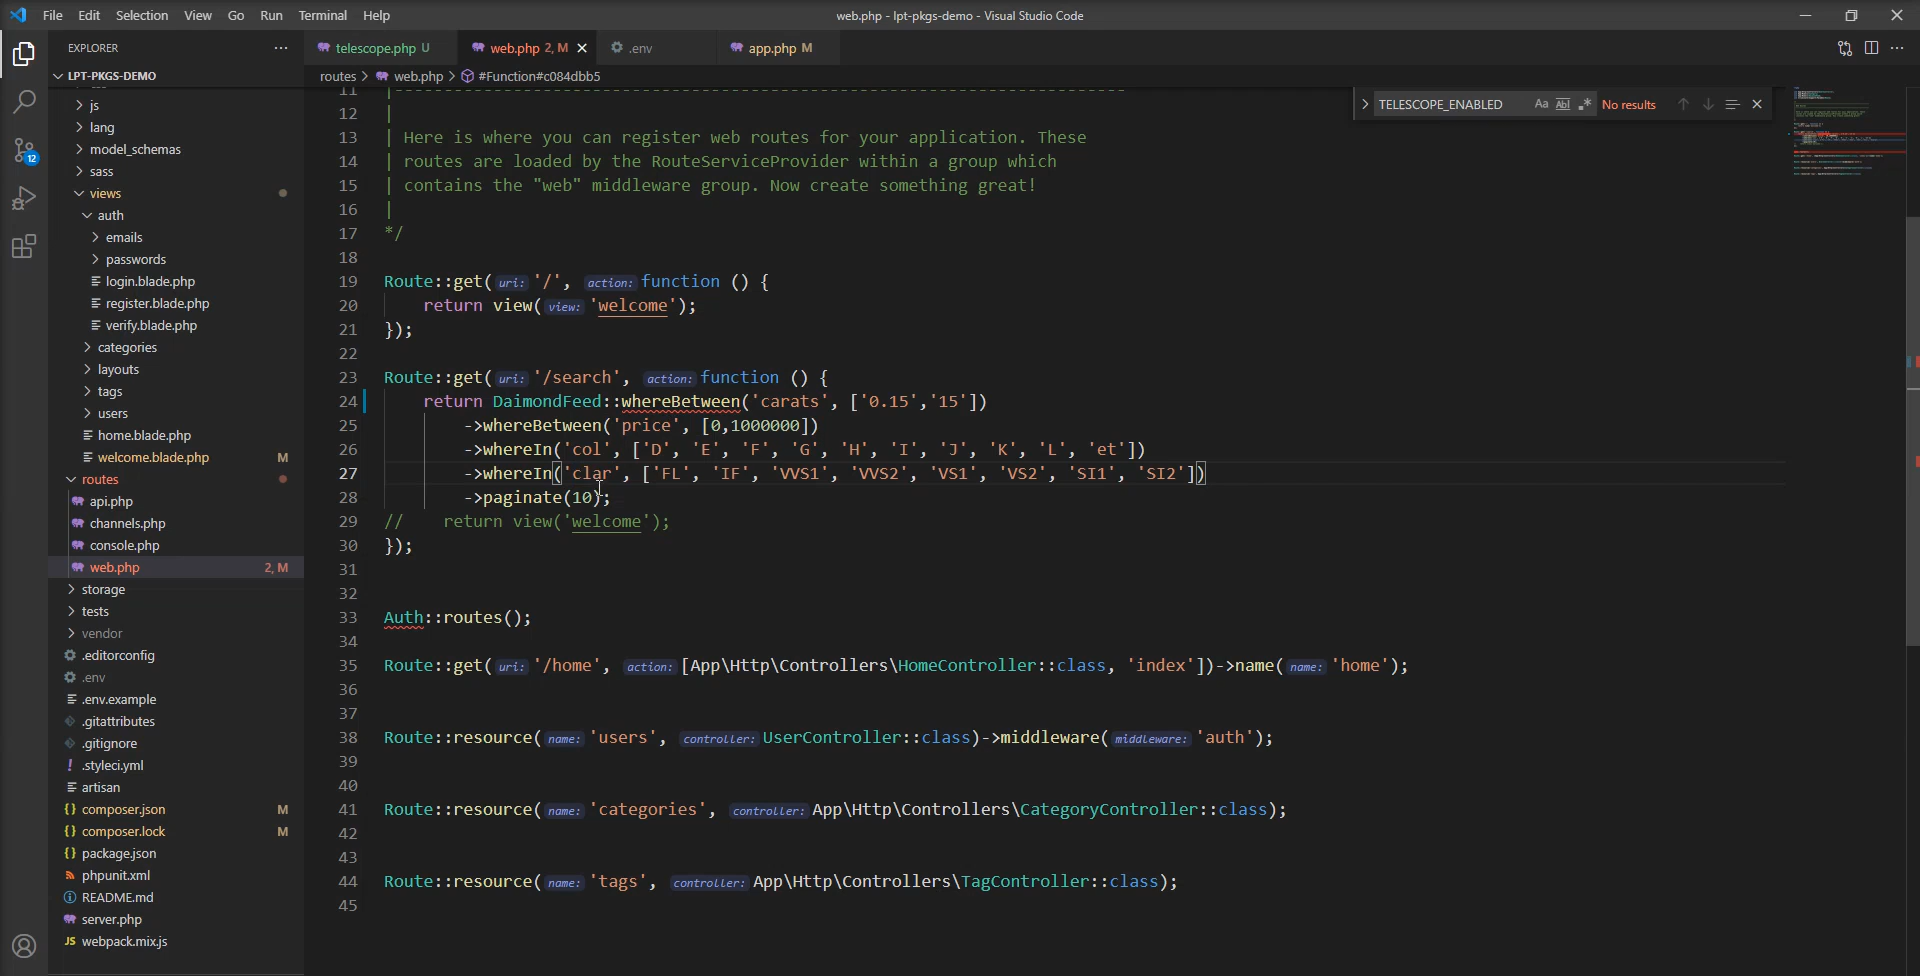 File Edit Selection View Go Run Terminal Help
web.php - lpt-pkgs-demo - Visual Studio Code
EXPLORER
LPT-PKGS-DEMO
js
lang
model_schemas
sass
views
auth
emails
passwords
login.blade.php
register.blade.php
verify.blade.php
categories
layouts
tags
users
home.blade.php
welcome.blade.php M
routes
api.php
channels.php
console.php
web.php 2, M
storage
tests
vendor
.editorconfig
.env
.env.example
.gitattributes
.gitignore
.styleci.yml
artisan
composer.json M
composer.lock M
package.json
phpunit.xml
README.md
server.php
webpack.mix.js
12
telescope.php U web.php 2, M .env app.php M
routes > web.php > #Function#c084dbb5
TELESCOPE_ENABLED Aa Abl .* No results
11 |--------------------------------------------------------------------------
12 |
13 | Here is where you can register web routes for your application. These
14 | routes are loaded by the RouteServiceProvider within a group which
15 | contains the "web" middleware group. Now create something great!
16 |
17 */
18
19 Route::get( uri: '/', action: function () {
20 return view( view: 'welcome');
21 });
22
23 Route::get( uri: '/search', action: function () {
24 return DaimondFeed::whereBetween('carats', ['0.15','15'])
25 ->whereBetween('price', [0,1000000])
26 ->whereIn('col', ['D', 'E', 'F', 'G', 'H', 'I', 'J', 'K', 'L', 'et'])
27 ->whereIn('clar', ['FL', 'IF', 'VVS1', 'VVS2', 'VS1', 'VS2', 'SI1', 'SI2'])
28 ->paginate(10);
29 // return view('welcome');
30 });
31
32
33 Auth::routes();
34
35 Route::get( uri: '/home', action: [App\Http\Controllers\HomeController::class, 'index'])->name( name: 'home');
36
37
38 Route::resource( name: 'users', controller: UserController::class)->middleware( middleware: 'auth');
39
40
41 Route::resource( name: 'categories', controller: App\Http\Controllers\CategoryController::class);
42
43
44 Route::resource( name: 'tags', controller: App\Http\Controllers\TagController::class);
45